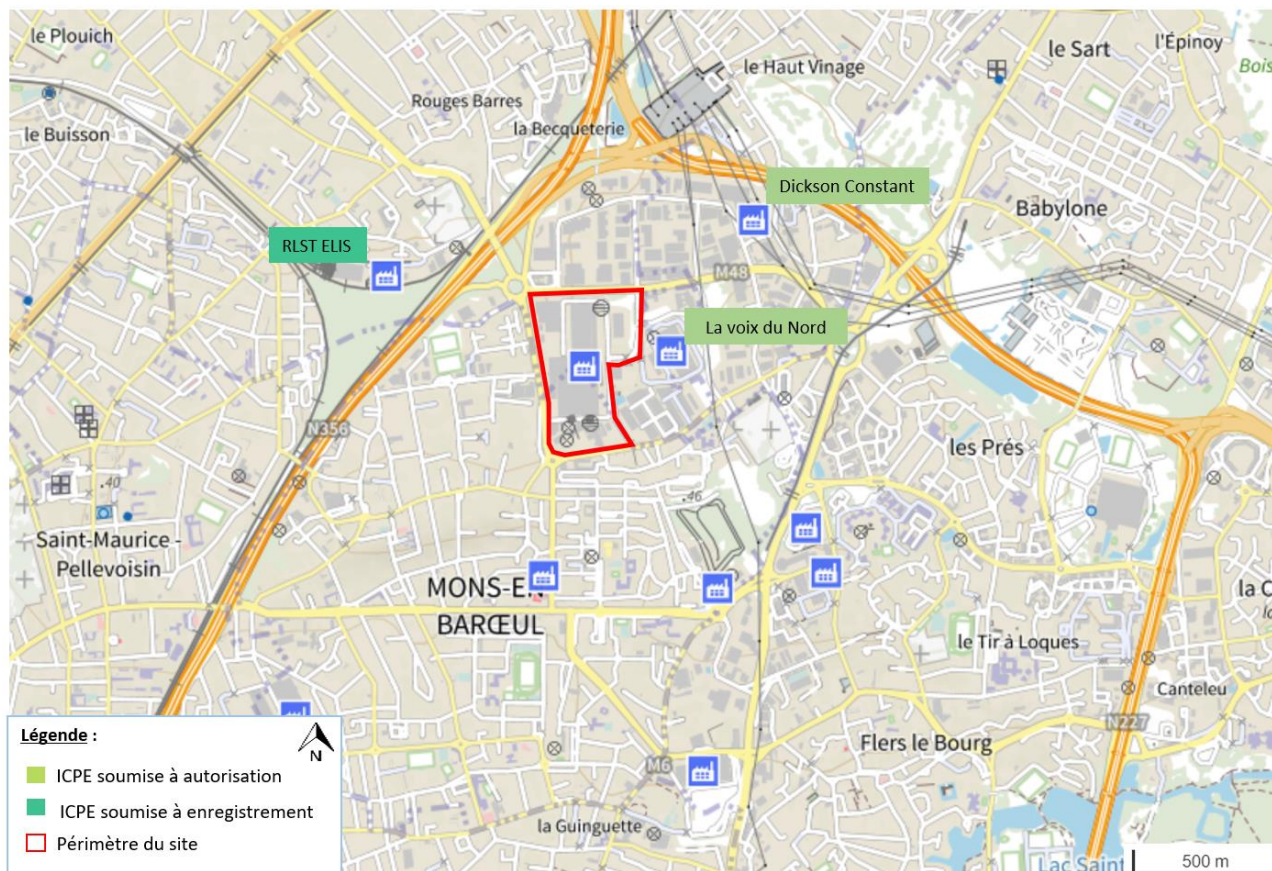 le Plouich
le Sart
l'Épinoy
le Haut Vinage
Rouges Barres
la Becqueterie
le Buisson
Dickson Constant
Babylone
RLST ELIS
M48
La voix du Nord
N356
les Prés
.40
.46
Saint-Maurice -
Pellevoisin
MONS-EN
BARŒUL
le Tir à Loques
Canteleu
N227
Flers le Bourg
M6
la Guinguette
Légende :
N
ICPE soumise à autorisation
ICPE soumise à enregistrement
Périmètre du site
Lac Saint
500 m